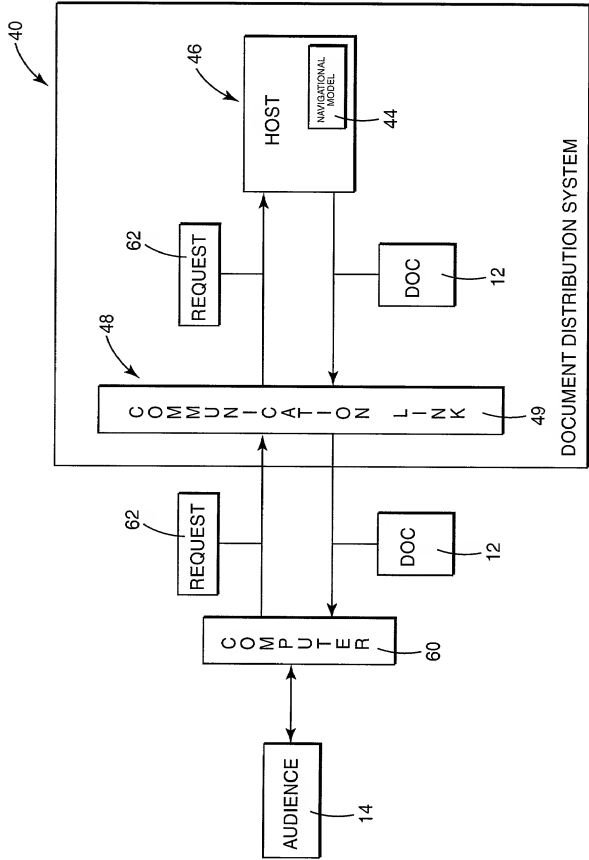 40
46
HOST
NAVIGATIONAL
MODEL
44
62
REQUEST
DOC
12
48
COMMUNICATION LINK
49
DOCUMENT DISTRIBUTION SYSTEM
62
REQUEST
DOC
12
COMPUTER
60
AUDIENCE
14